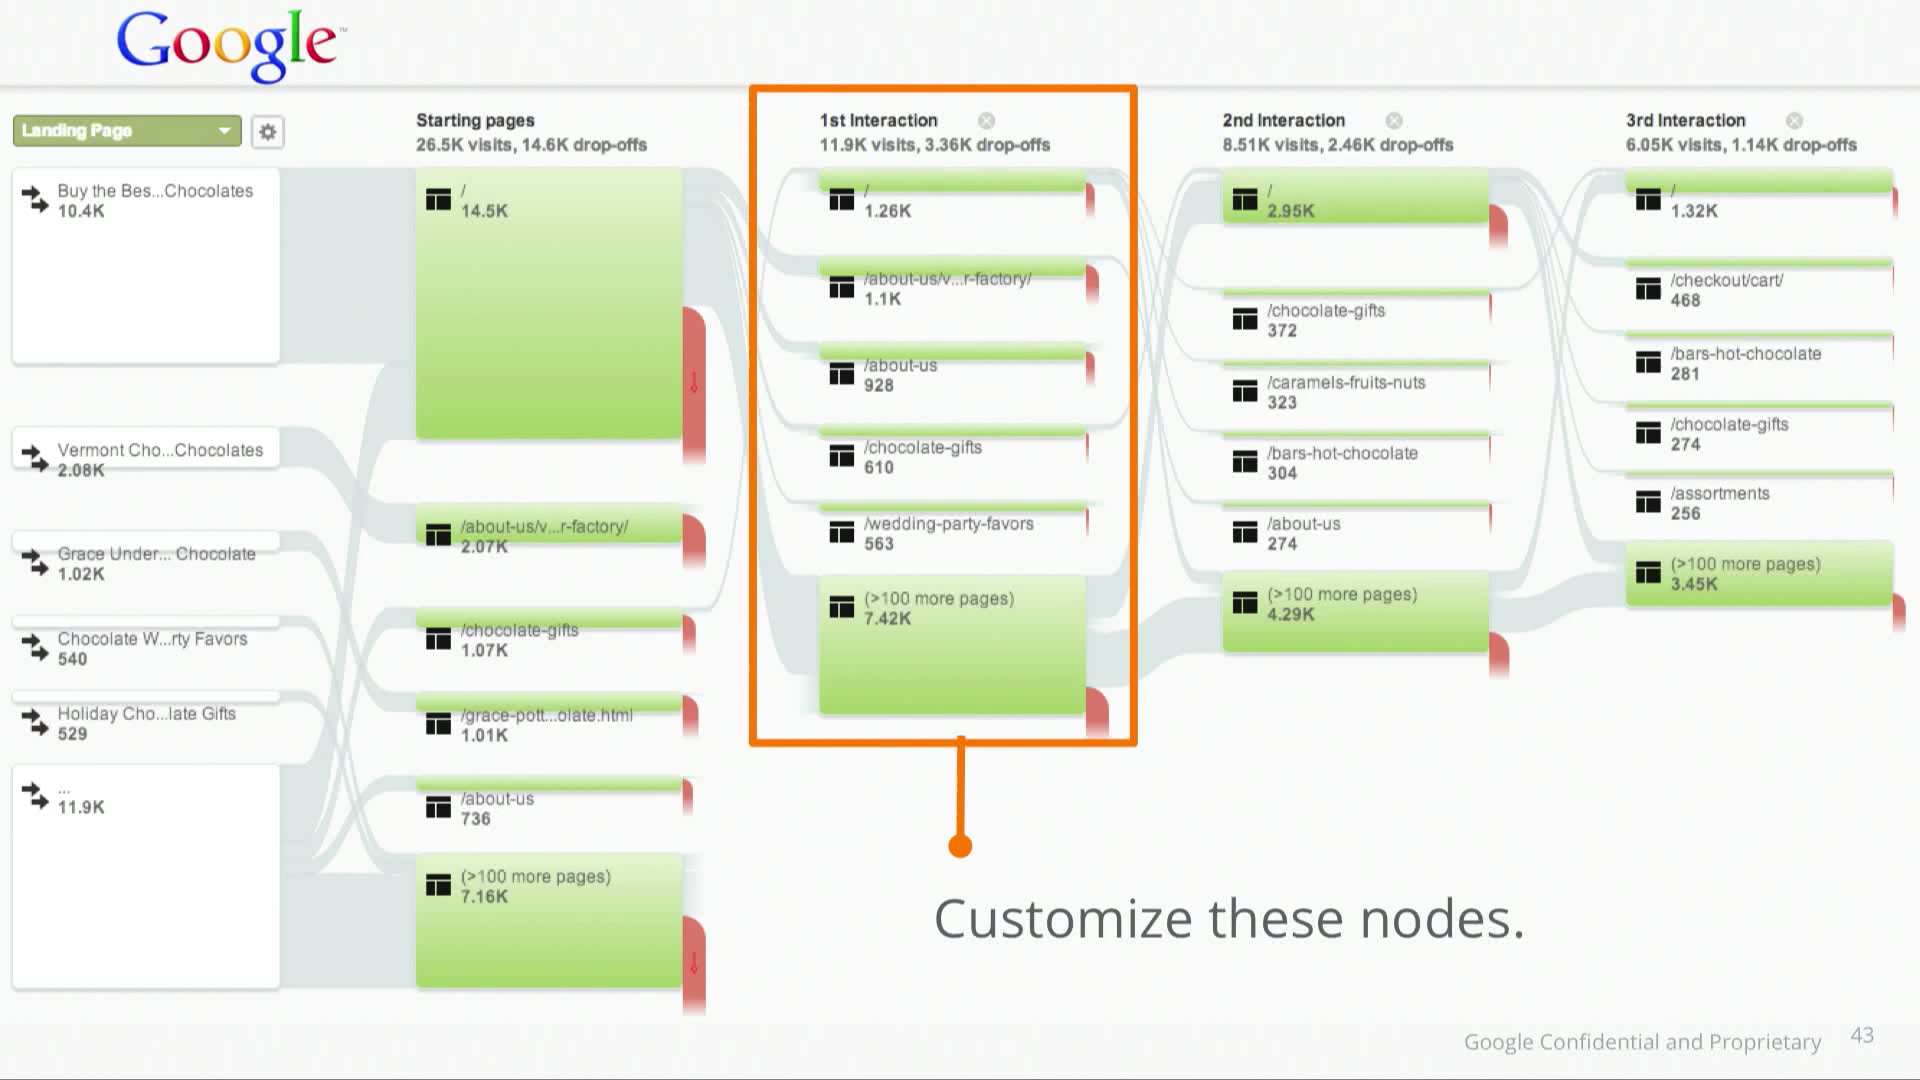 Google™
Landing Page
Buy the Bes...Chocolates
10.4K
Vermont Cho...Chocolates
2.08K
Grace Under... Chocolate
1.02K
Chocolate W...rty Favors
540
Holiday Cho...late Gifts
529
...
11.9K
Starting pages
26.5K visits, 14.6K drop-offs
/
14.5K
/about-us/v...r-factory/
2.07K
/chocolate-gifts
1.07K
/grace-pott...olate.html
1.01K
/about-us
736
(>100 more pages)
7.16K
1st Interaction
11.9K visits, 3.36K drop-offs
/
1.26K
/about-us/v...r-factory/
1.1K
/about-us
928
/chocolate-gifts
610
/wedding-party-favors
563
(>100 more pages)
7.42K
2nd Interaction
8.51K visits, 2.46K drop-offs
/
2.95K
/chocolate-gifts
372
/caramels-fruits-nuts
323
/bars-hot-chocolate
304
/about-us
274
(>100 more pages)
4.29K
3rd Interaction
6.05K visits, 1.14K drop-offs
/
1.32K
/checkout/cart/
468
/bars-hot-chocolate
281
/chocolate-gifts
274
/assortments
256
(>100 more pages)
3.45K
Customize these nodes.
Google Confidential and Proprietary 43